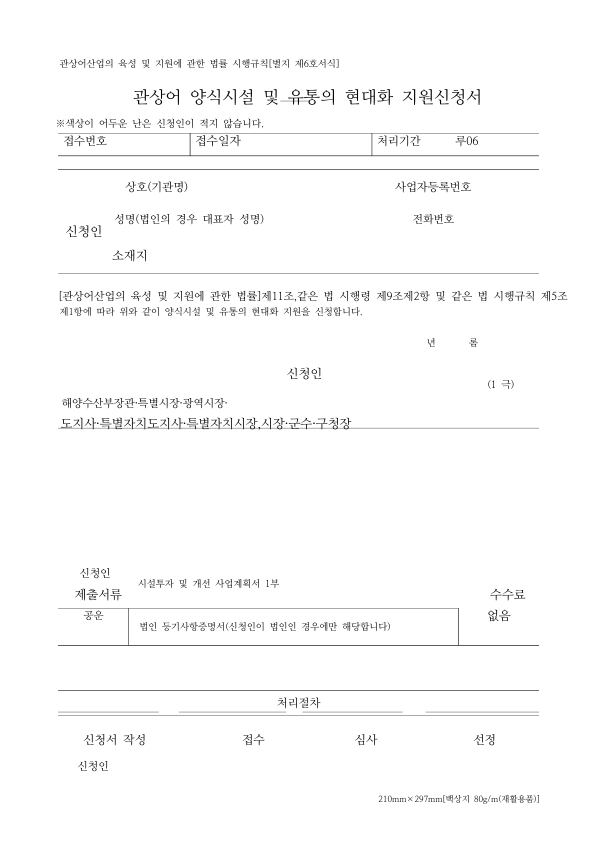 관상어산업의 육성 및 지원에 관한 법률 시행규칙[별지 제6호서식]
관상어 양식시설 및 유통의 현대화 지원신청서
※색상이 어두운 난은 신청인이 적지 않습니다.
접수번호 접수일자 처리기간 루06
상호(기관명) 사업자등록번호
성명(법인의 경우 대표자 성명) 전화번호
신청인
소재지
[관상어산업의 육성 및 지원에 관한 법률]제11조,같은 법 시행령 제9조제2항 및 같은 법 시행규칙 제5조
제1항에 따라 위와 같이 양식시설 및 유통의 현대화 지원을 신청합니다.
년 롬
신청인
(1 극)
해양수산부장관·특별시장·광역시장·
도지사·특별자치도지사·특별자치시장,시장·군수·구청장
신청인
시설투자 및 개선 사업계획서 1부
제출서류 수수료
공운 없음
법인 등기사항증명서(신청인이 법인인 경우에만 해당합니다)
처리절차
신청서 작성 접수 심사 선정
신청인
210mm×297mm[백상지 80g/m(재활용품)]